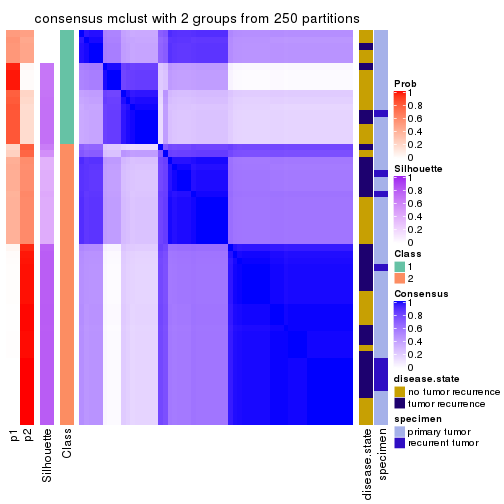 consensus mclust with 2 groups from 250 partitions
Prob
1
0.8
0.6
0.4
0.2
0
Silhouette
1
0.8
0.6
0.4
0.2
0
Class
1
2
Consensus
1
0.8
0.6
0.4
0.2
0
disease.state
no tumor recurrence
tumor recurrence
specimen
primary tumor
recurrent tumor
p1
p2
Silhouette
Class
disease.state
specimen